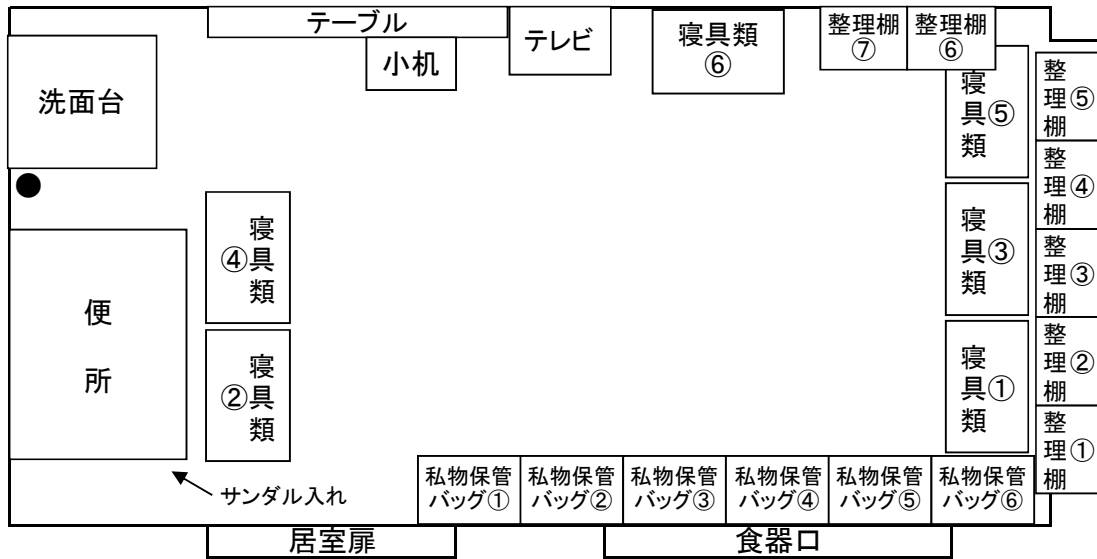 テーブル
小机
テレビ
寝具類
⑥
整理棚
⑦
整理棚
⑥
洗面台
寝具類⑤
整理棚⑤
整理棚④
寝具類④
寝具類③
整理棚③
便所
寝具類②
寝具類①
整理棚②
整理棚①
サンダル入れ
私物保管
バッグ①
私物保管
バッグ②
私物保管
バッグ③
私物保管
バッグ④
私物保管
バッグ⑤
私物保管
バッグ⑥
居室扉
食器口